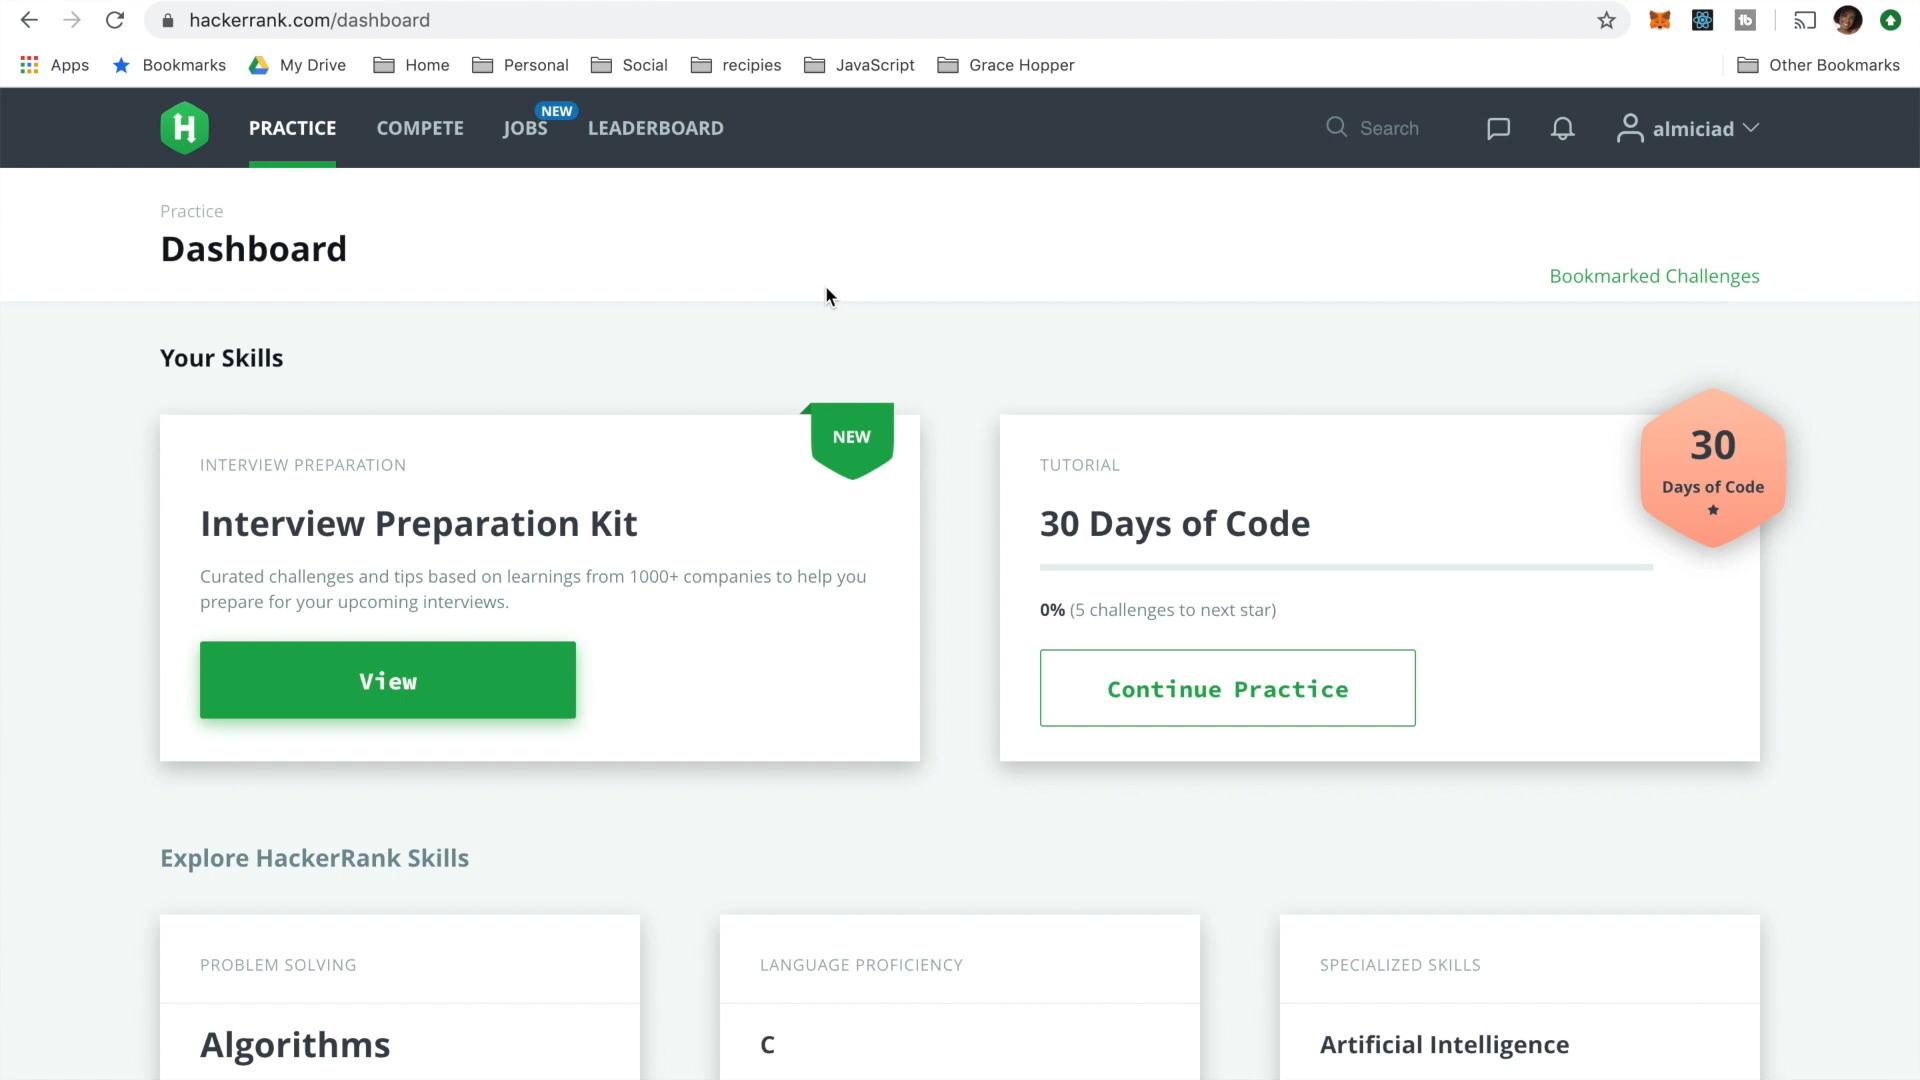 hackerrank.com/dashboard
Apps
Bookmarks
My Drive
Home
Personal
Social
recipies
JavaScript
Grace Hopper
Other Bookmarks
H
PRACTICE
COMPETE
JOBS
NEW
LEADERBOARD
Search
almiciad
Practice
Dashboard
Bookmarked Challenges
Your Skills
NEW
INTERVIEW PREPARATION
Interview Preparation Kit
Curated challenges and tips based on learnings from 1000+ companies to help you
prepare for your upcoming interviews.
View
30
Days of Code
TUTORIAL
30 Days of Code
0% (5 challenges to next star)
Continue Practice
Explore HackerRank Skills
PROBLEM SOLVING
Algorithms
LANGUAGE PROFICIENCY
C
SPECIALIZED SKILLS
Artificial Intelligence